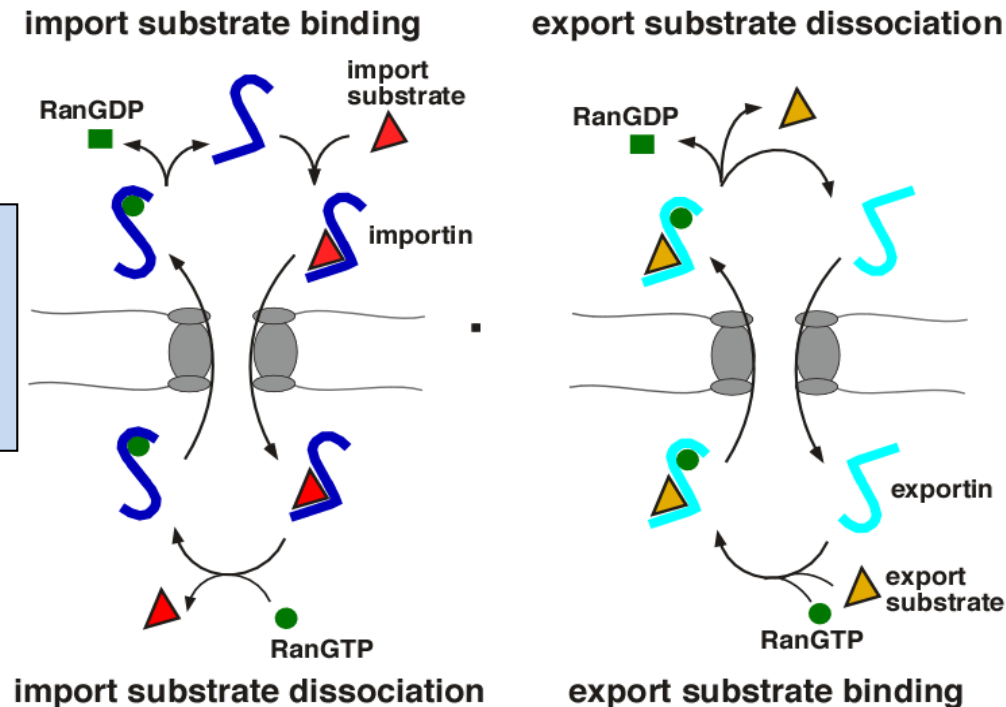 import substrate binding
import
substrate
RanGDP
importin
RanGTP
import substrate dissociation
export substrate dissociation
RanGDP
exportin
export
substrate
RanGTP
export substrate binding